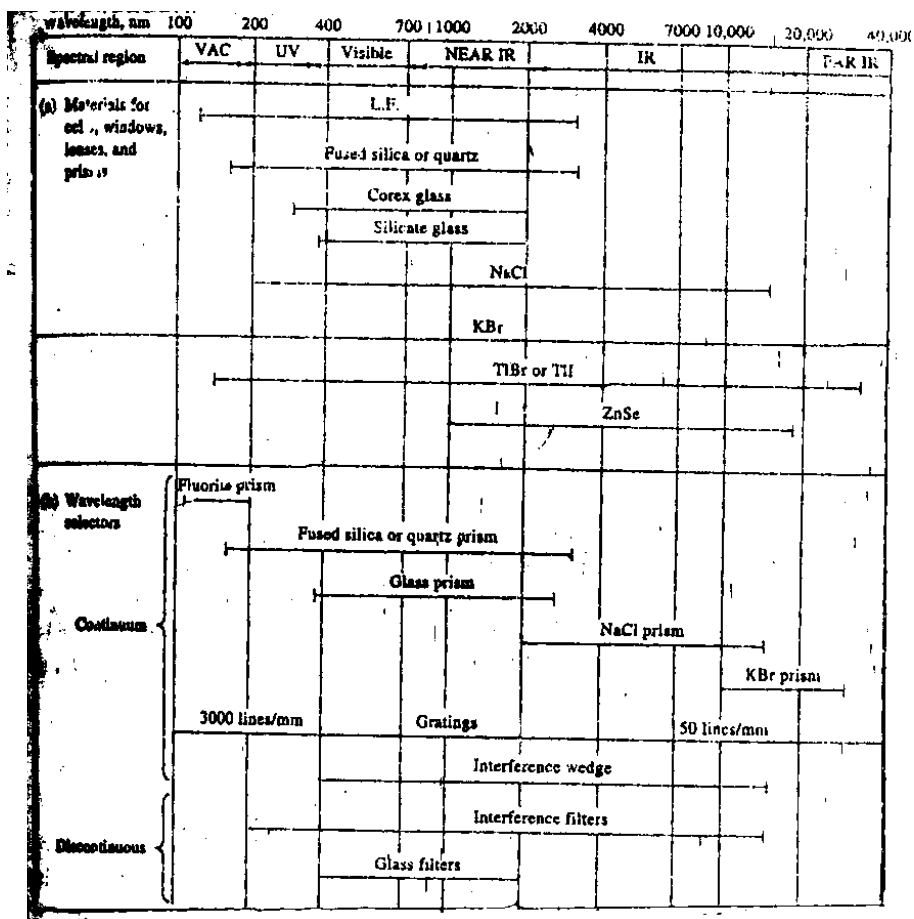 wavelength, nm 100 200 400 700 1000 2000 4000 7000 10,000 20,000 40,000
Spectral region VAC UV Visible NEAR IR IR FAR IR
(a) Materials for L.F.
windows,
lenses, and Fused silica or quartz
Corex glass
Silicate glass
NaCl
KBr
TlBr or TlI
ZnSe
(b) Wavelength Fluorite prism
selectors
Fused silica or quartz prism
Glass prism
Continuum NaCl prism
KBr prism
3000 lines/mm Gratings 50 lines/mm
Interference wedge
Interference filters
Discontinuous
Glass filters